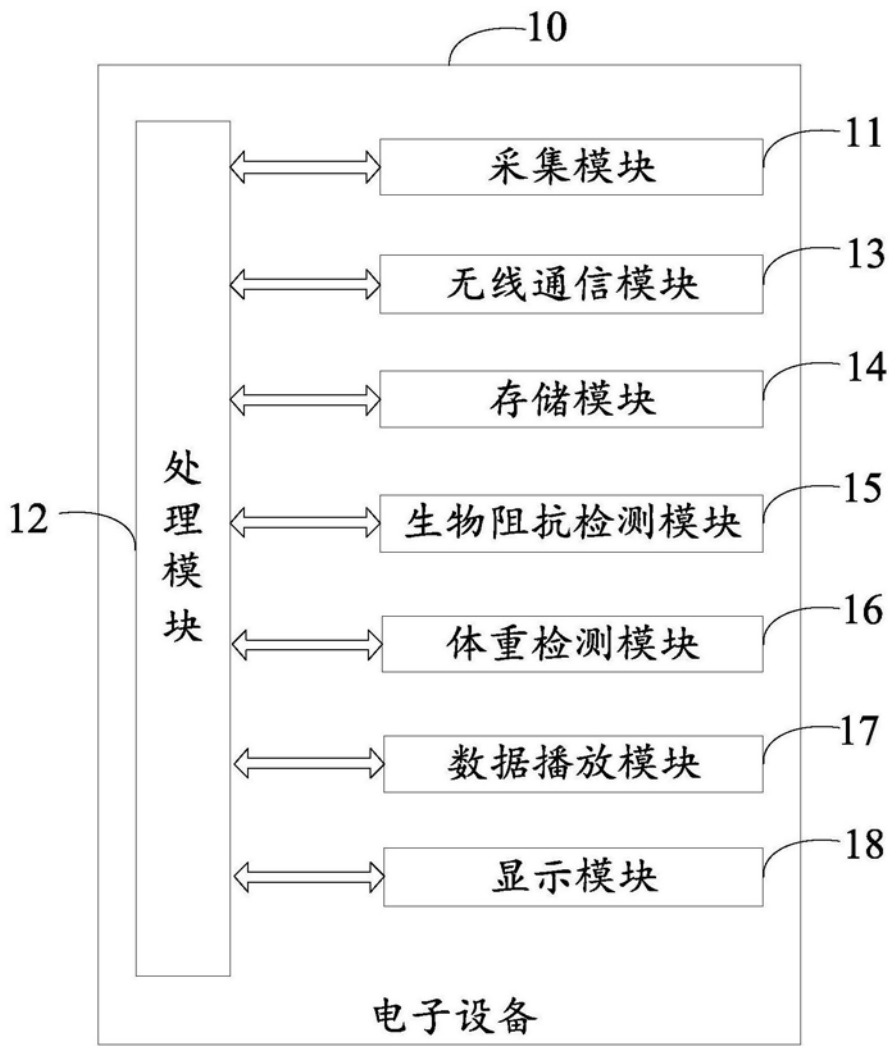 10
11
采集模块
13
无线通信模块
14
存储模块
12
处理模块
15
生物阻抗检测模块
16
体重检测模块
17
数据播放模块
18
显示模块
电子设备